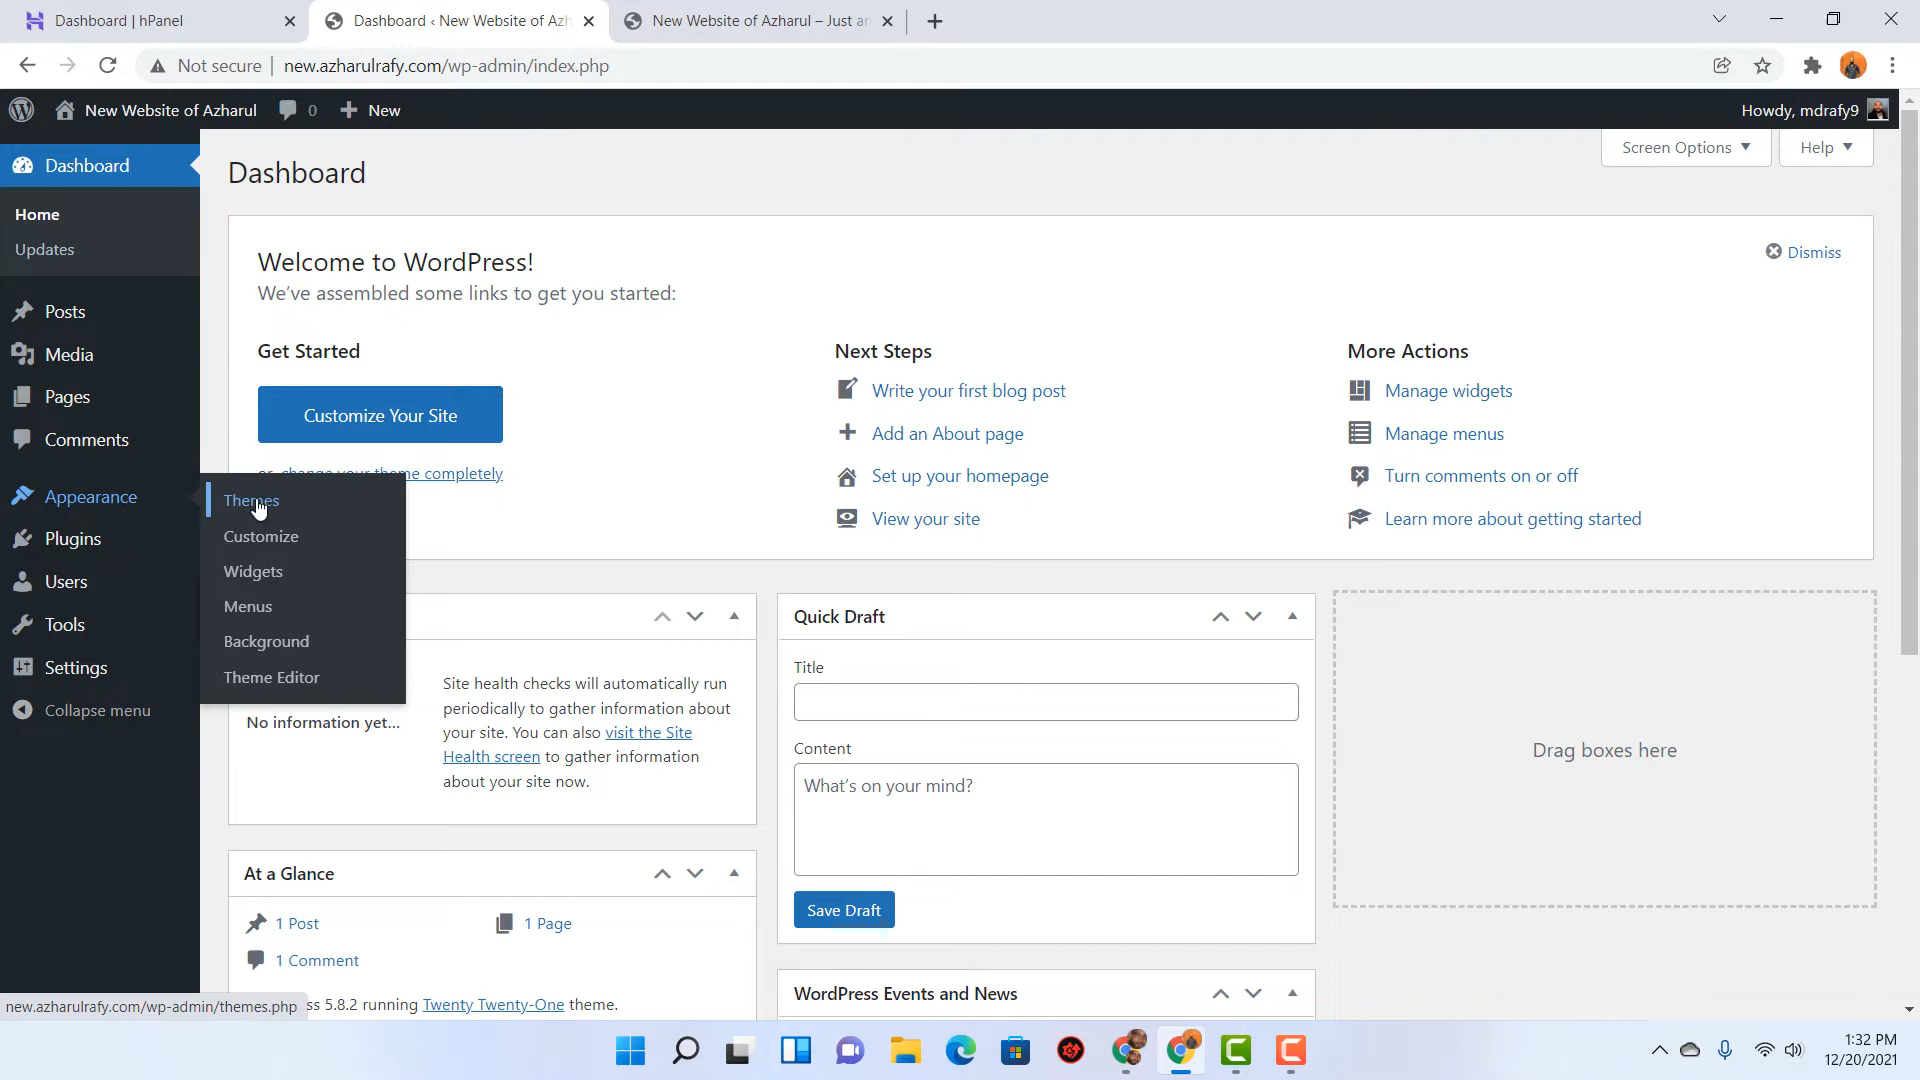 Dashboard | hPanel
Dashboard ‹ New Website of Az
New Website of Azharul – Just a
Not secure
new.azharulrafy.com/wp-admin/index.php
New Website of Azharul
0
New
Howdy, mdrafy9
Dashboard
Home
Updates
Posts
Media
Pages
Comments
Appearance
Plugins
Users
Tools
Settings
Collapse menu
Themes
Customize
Widgets
Menus
Background
Theme Editor
Dashboard
Screen Options
Help
Welcome to WordPress!
We've assembled some links to get you started:
Dismiss
Get Started
Customize Your Site
or, change your theme completely
Next Steps
Write your first blog post
Add an About page
Set up your homepage
View your site
More Actions
Manage widgets
Manage menus
Turn comments on or off
Learn more about getting started
No information yet...
Site health checks will automatically run
periodically to gather information about
your site. You can also visit the Site
Health screen to gather information
about your site now.
At a Glance
1 Post
1 Page
1 Comment
ss 5.8.2 running Twenty Twenty-One theme.
Quick Draft
Title
Content
What's on your mind?
Save Draft
WordPress Events and News
Drag boxes here
new.azharulrafy.com/wp-admin/themes.php
1:32 PM
12/20/2021